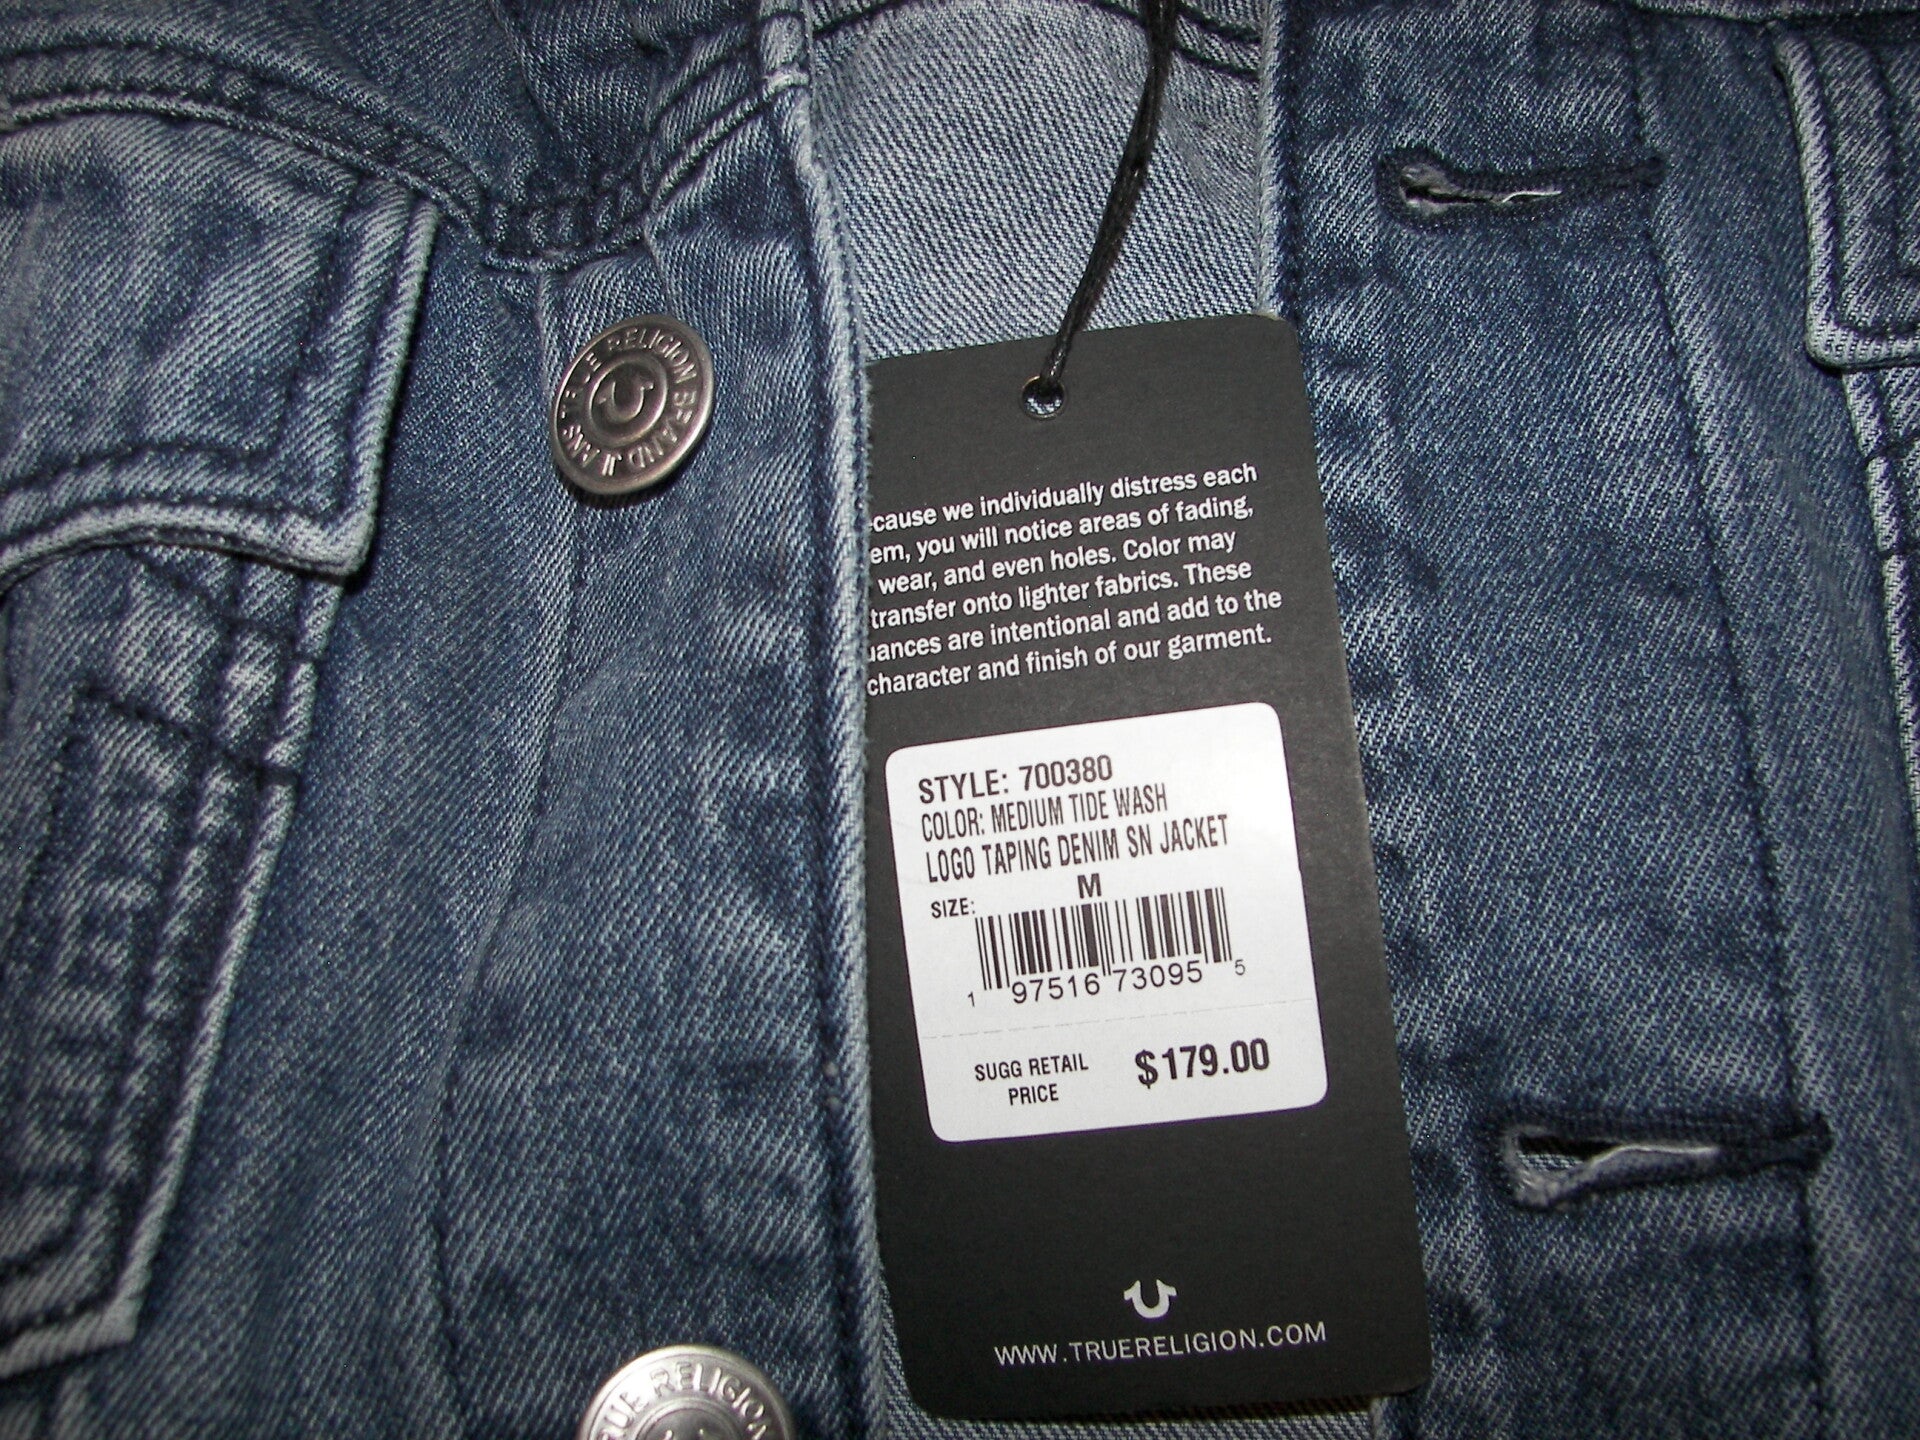 TRUE RELIGION BRAND JEANS
cause we individually distress each
em, you will notice areas of fading,
wear, and even holes. Color may
transfer onto lighter fabrics. These
ances are intentional and add to the
character and finish of our garment.
STYLE: 700380
COLOR: MEDIUM TIDE WASH
LOGO TAPING DENIM SN JACKET
SIZE: M
1 97516 73095 5
SUGG RETAIL PRICE $179.00
WWW.TRUERELIGION.COM
RUE RELIGION